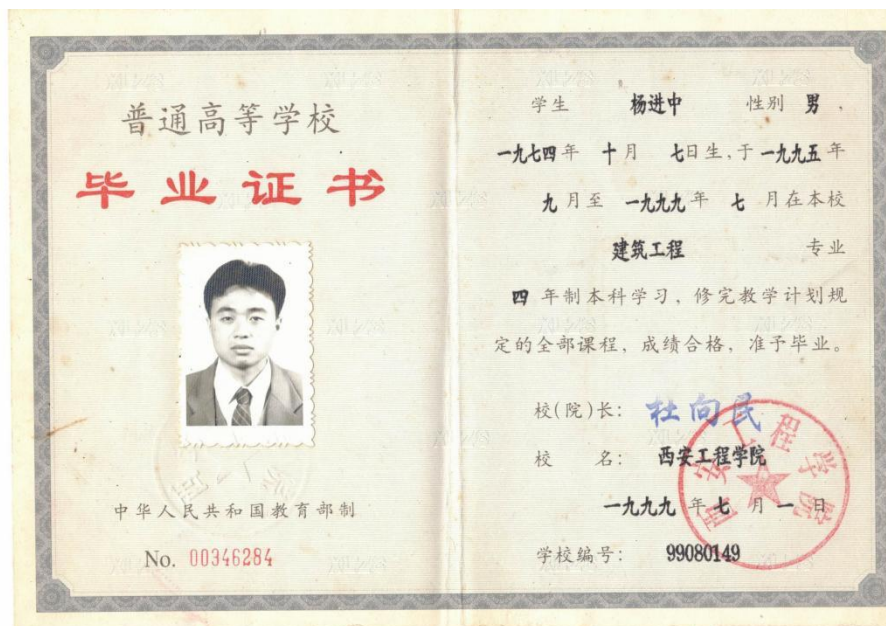 普通高等学校
毕业证书
中华人民共和国教育部制
No. 00346284
学生 杨进中 性别 男，
一九七四年 十月 七日生，于一九九五年
九月至 一九九九年 七 月在本校
建筑工程 专业
四 年制本科学习，修完教学计划规
定的全部课程，成绩合格，准予毕业。
校(院)长： 杜向民
校 名： 西安工程学院
一九九九 年 七 月 一 日
学校编号： 99080149
西安工程学院